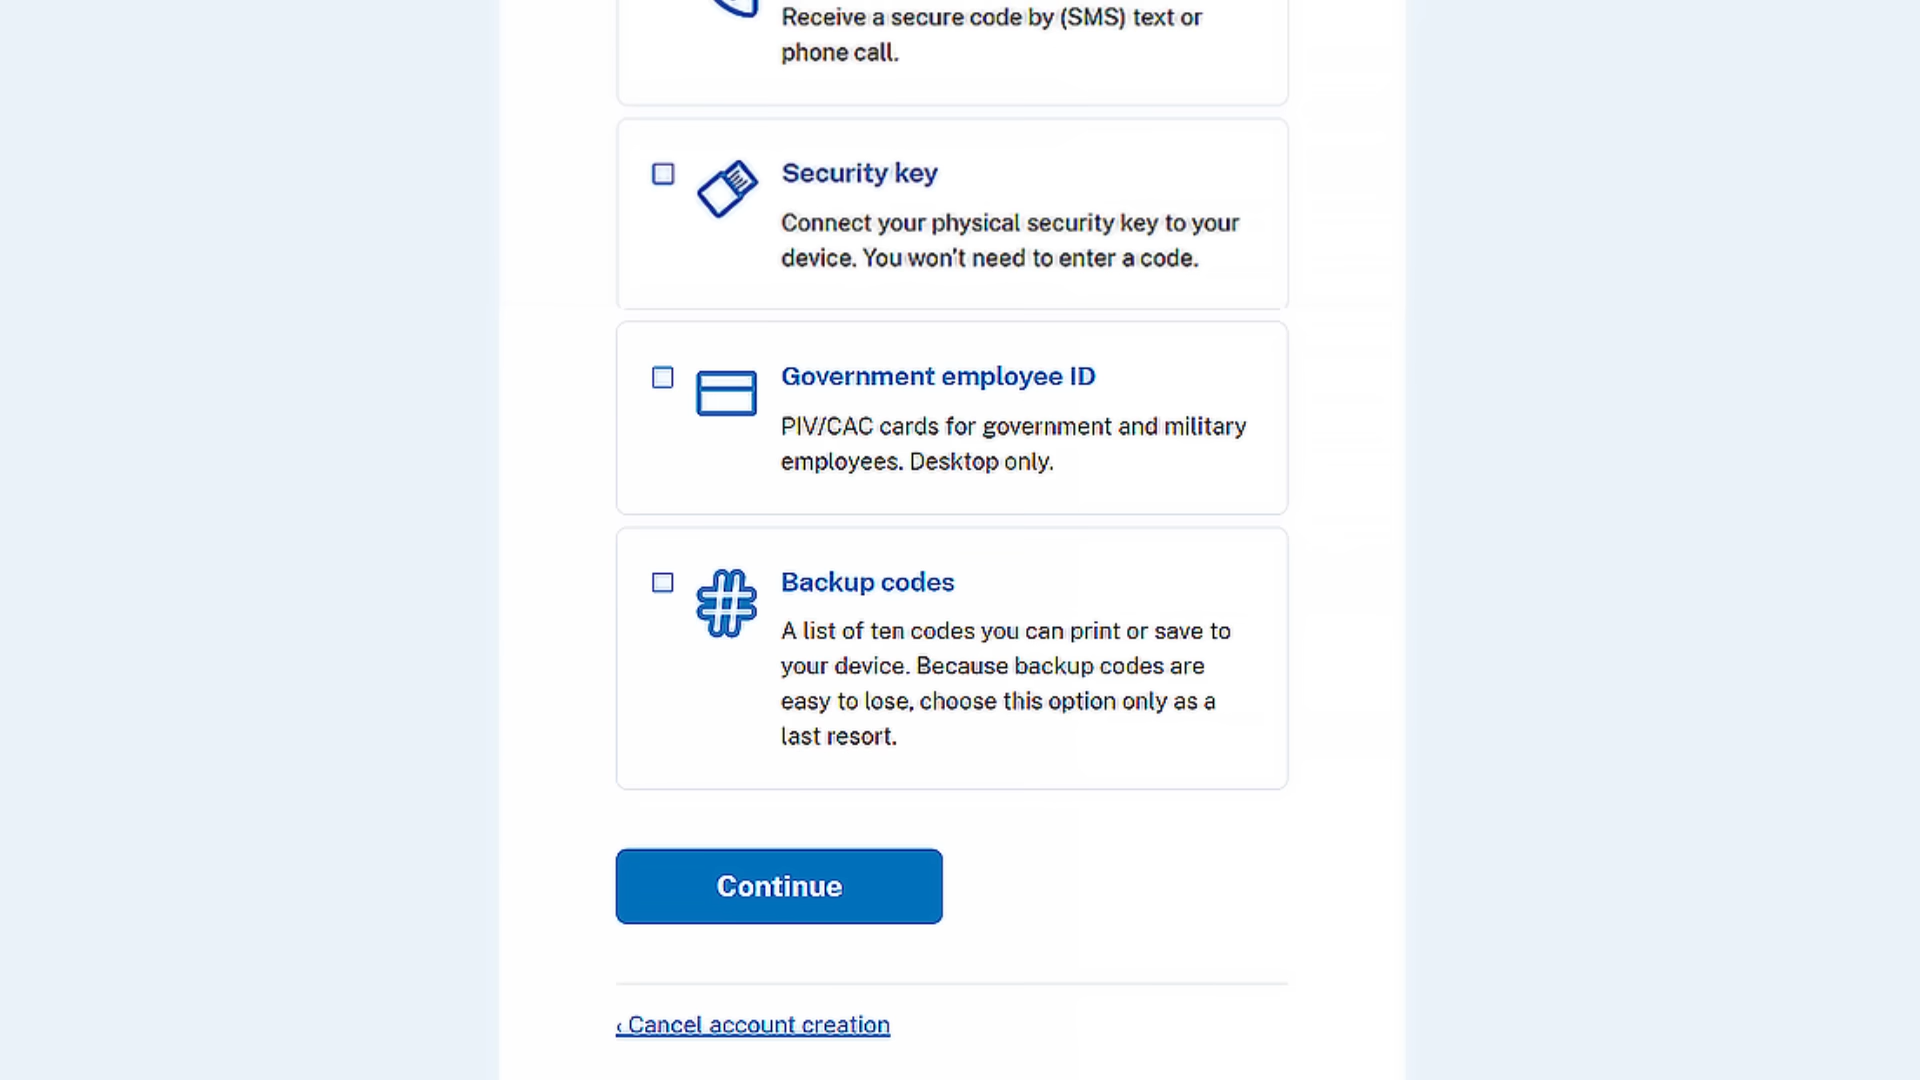 Receive a secure code by (SMS) text or
phone call.
Security key
Connect your physical security key to your
device. You won't need to enter a code.
Government employee ID
PIV/CAC cards for government and military
employees. Desktop only.
Backup codes
A list of ten codes you can print or save to
your device. Because backup codes are
easy to lose, choose this option only as a
last resort.
Continue
‹ Cancel account creation